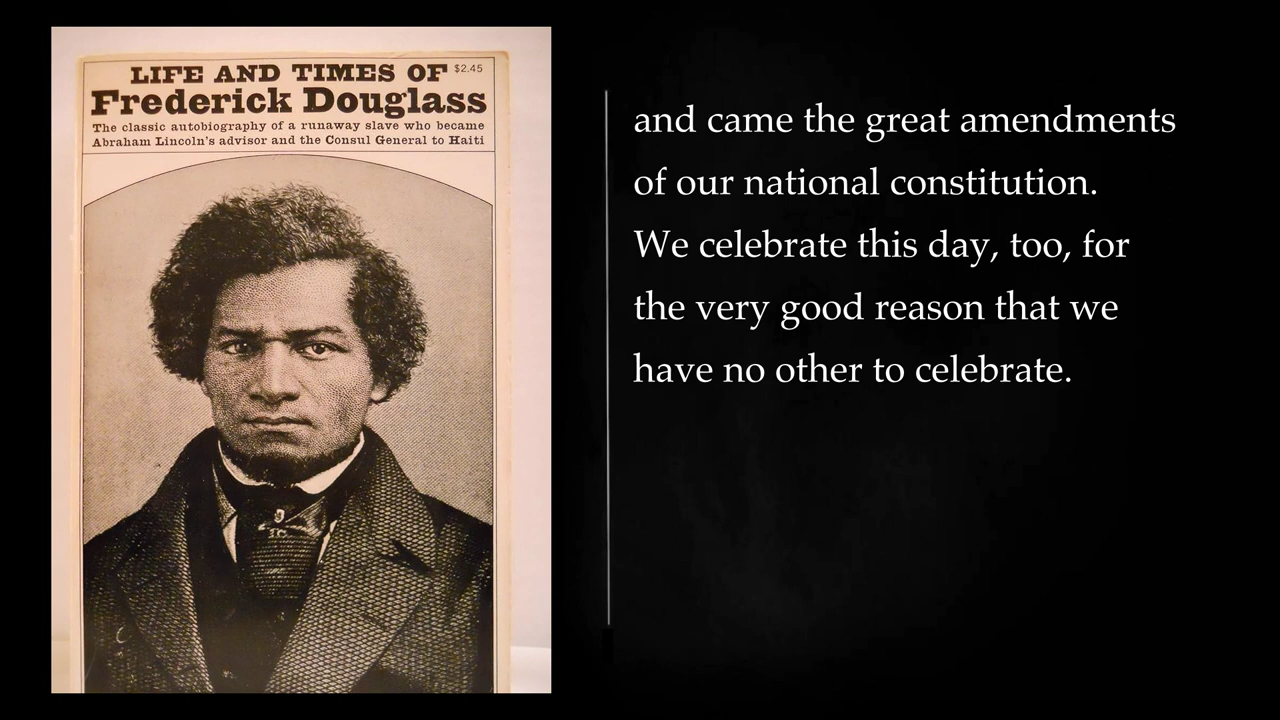 LIFE AND TIMES OF $2.45
Frederick Douglass
The classic autobiography of a runaway slave who became
Abraham Lincoln's advisor and the Consul General to Haiti
and came the great amendments
of our national constitution.
We celebrate this day, too, for
the very good reason that we
have no other to celebrate.